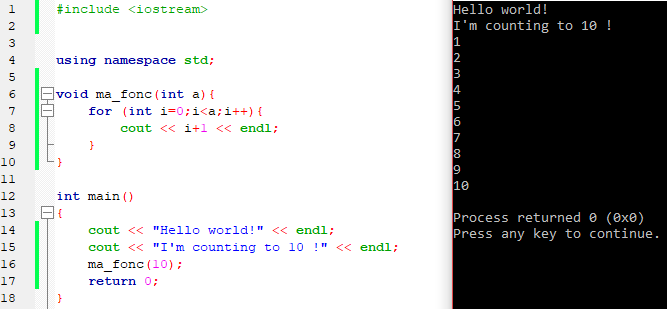 1 #include <iostream>
2
3
4 using namespace std;
5
6 void ma_fonc(int a){
7 for (int i=0;i<a;i++){
8 cout << i+1 << endl;
9 }
10 }
11
12 int main()
13 {
14 cout << "Hello world!" << endl;
15 cout << "I'm counting to 10 !" << endl;
16 ma_fonc(10);
17 return 0;
18 }
Hello world!
I'm counting to 10 !
1
2
3
4
5
6
7
8
9
10
Process returned 0 (0x0)
Press any key to continue.